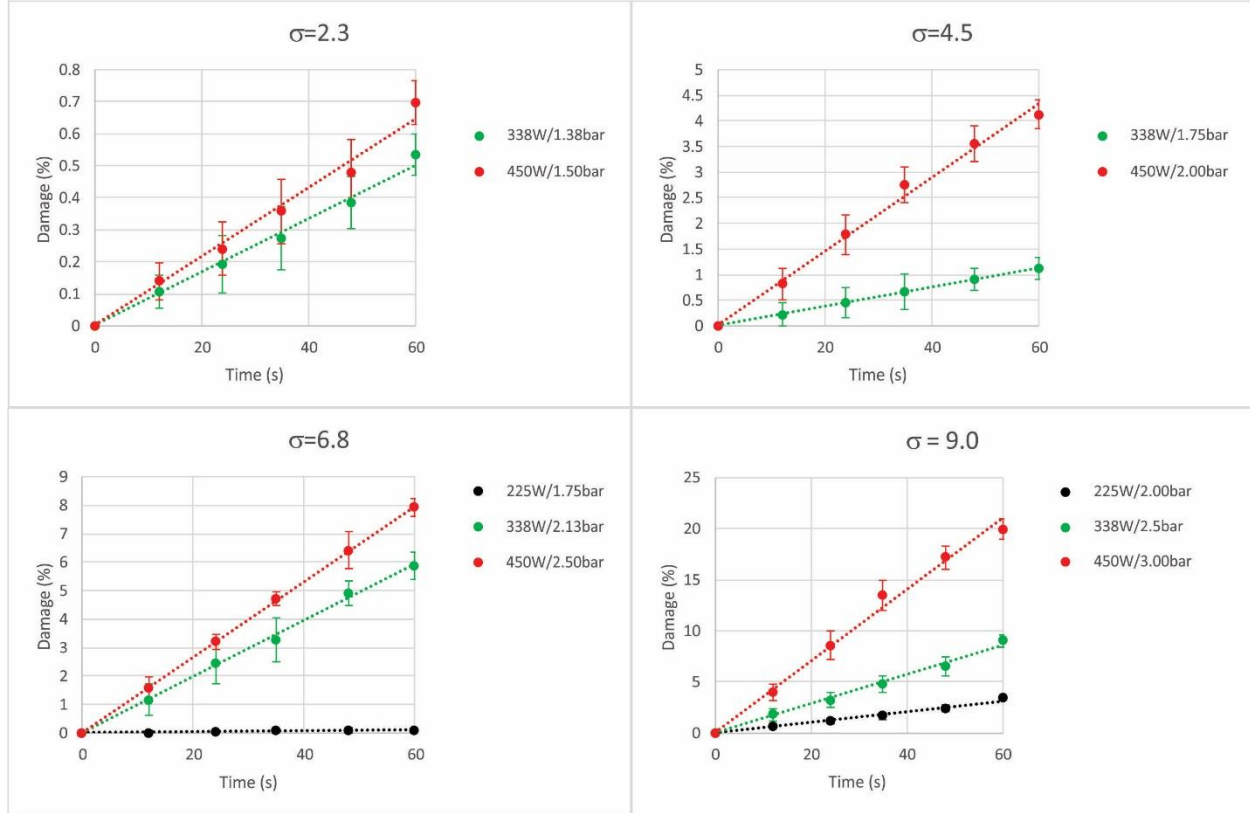 σ=2.3
Damage (%)
0.8
0.7
0.6
0.5
0.4
0.3
0.2
0.1
0
0 20 40 60
Time (s)
338W/1.38bar
450W/1.50bar
σ=4.5
Damage (%)
5
4.5
4
3.5
3
2.5
2
1.5
1
0.5
0
0 20 40 60
Time (s)
338W/1.75bar
450W/2.00bar
σ=6.8
Damage (%)
9
8
7
6
5
4
3
2
1
0
0 20 40 60
Time (s)
225W/1.75bar
338W/2.13bar
450W/2.50bar
σ = 9.0
Damage (%)
25
20
15
10
5
0
0 20 40 60
Time (s)
225W/2.00bar
338W/2.5bar
450W/3.00bar